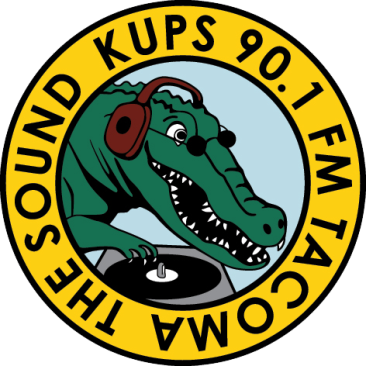 THE SOUND KUPS 90.1 FM TACOMA